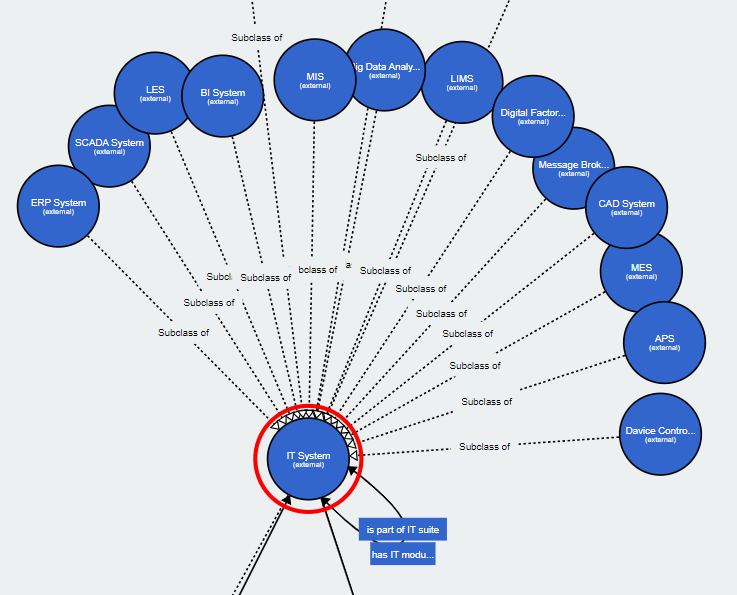 Subclass of
MIS
(external)
ig Data Analy...
(external)
LIMS
(external)
LES
(external)
BI System
(external)
Digital Factor...
(external)
SCADA System
(external)
Subclass of
Message Brok...
(external)
ERP System
(external)
CAD System
(external)
MES
(external)
Subcl
Subclass of
bclass of
a
Subclass of
Subclass of
Subclass of
Subclass of
Subclass of
Subclass of
APS
(external)
Subclass of
Subclass of
Davice Contro...
(external)
Subclass of
IT System
(external)
is part of IT suite
has IT modu...